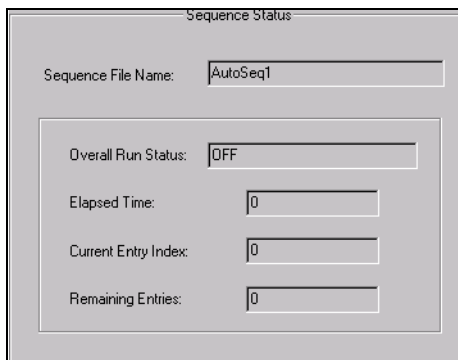 Sequence Status
Sequence File Name: AutoSeq1
Overall Run Status: OFF
Elapsed Time: 0
Current Entry Index: 0
Remaining Entries: 0